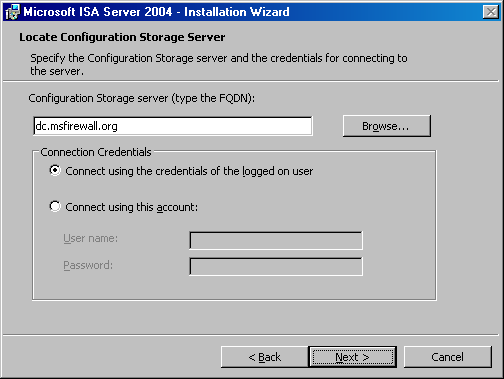 Microsoft ISA Server 2004 - Installation Wizard
Locate Configuration Storage Server
Specify the Configuration Storage server and the credentials for connecting to
the server.
Configuration Storage server (type the FQDN):
dc.msfirewall.org
Browse...
Connection Credentials
Connect using the credentials of the logged on user
Connect using this account:
User name:
Password:
< Back
Next >
Cancel